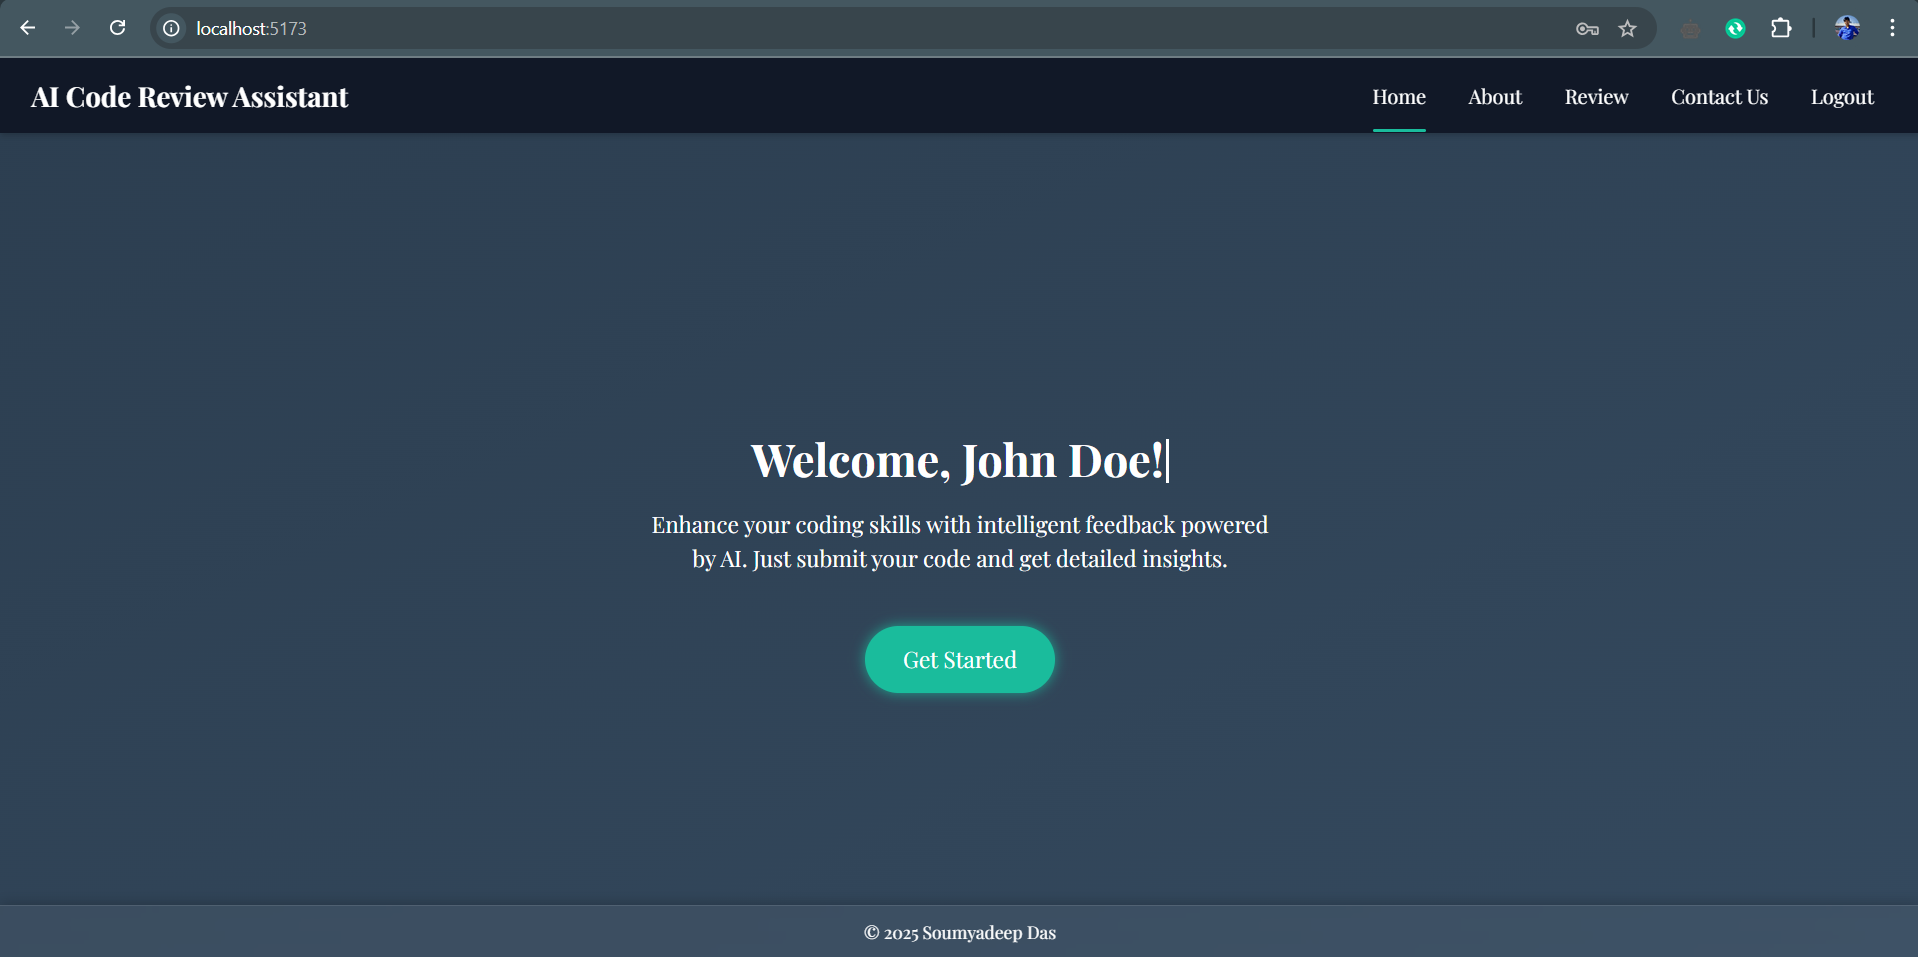 localhost:5173
AI Code Review Assistant
Home
About
Review
Contact Us
Logout
Welcome, John Doe!
Enhance your coding skills with intelligent feedback powered
by AI. Just submit your code and get detailed insights.
Get Started
© 2025 Soumyadeep Das